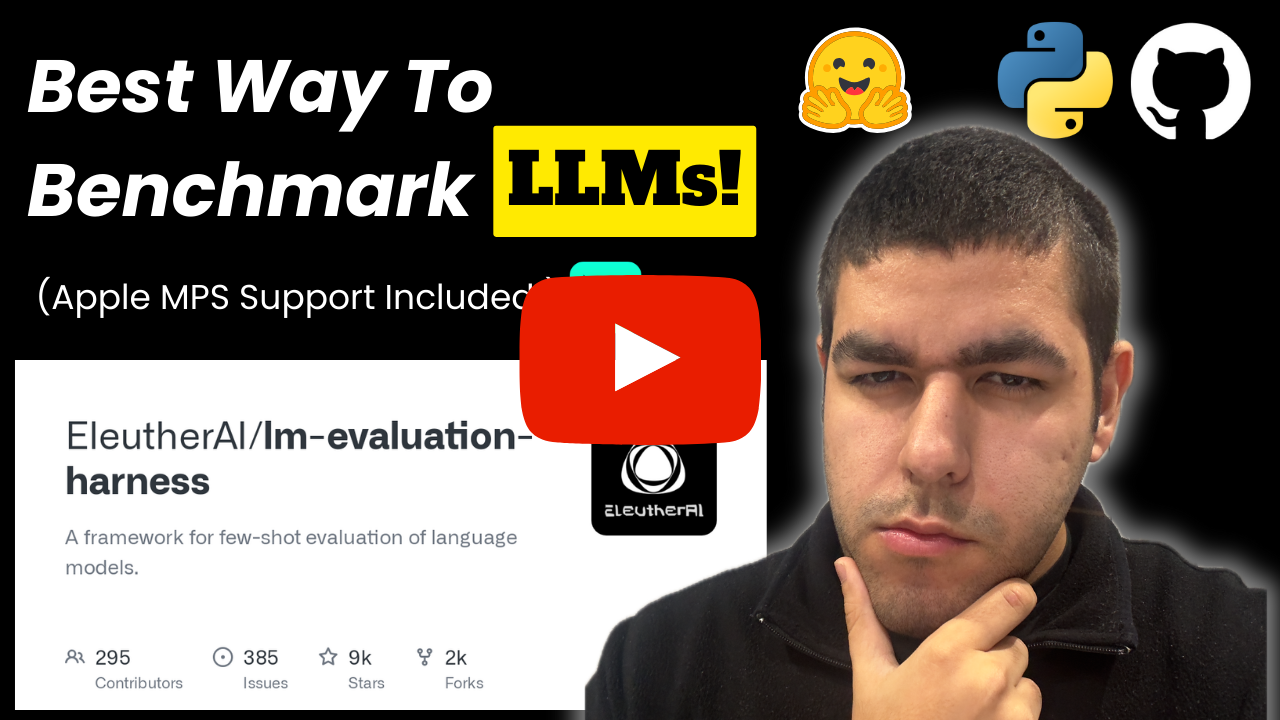 Best Way To
Benchmark LLMs!
(Apple MPS Support Included
EleutherAI/lm-evaluation-
harness
A framework for few-shot evaluation of language
models.
EleutherAI
295
385
9k
2k
Contributors
Issues
Stars
Forks